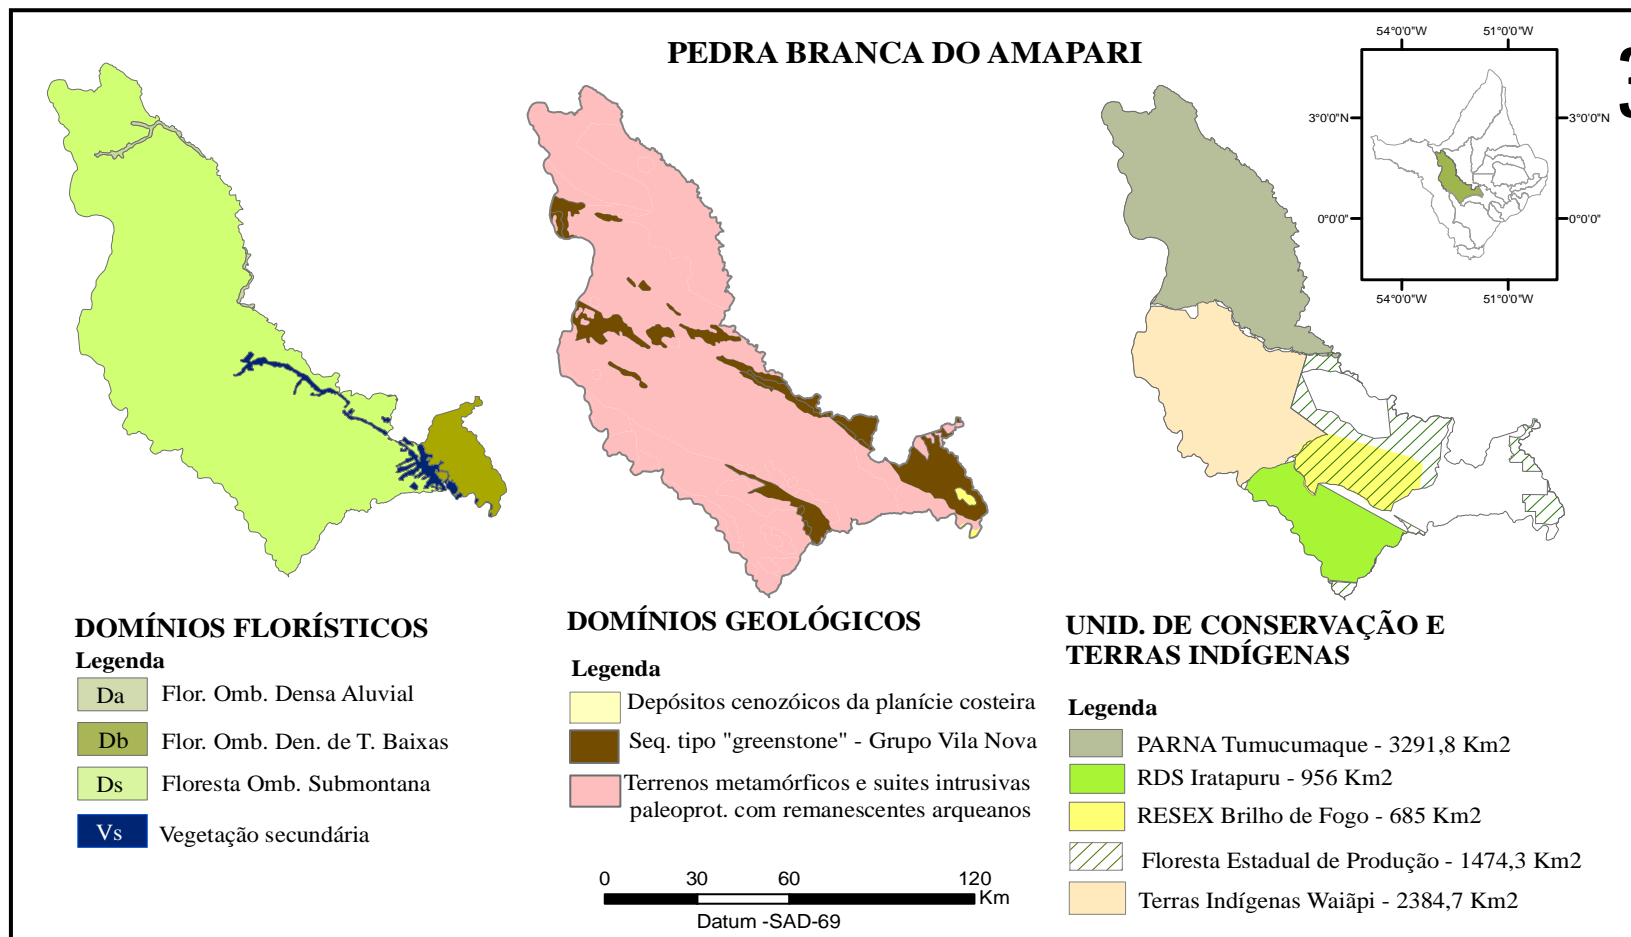 PEDRA BRANCA DO AMAPARI
3
54°0'0"W
51°0'0"W
3°0'0"N
3°0'0"N
0°0'0"
0°0'0"
54°0'0"W
51°0'0"W
DOMÍNIOS FLORÍSTICOS
Legenda
Da Flor. Omb. Densa Aluvial
Db Flor. Omb. Den. de T. Baixas
Ds Floresta Omb. Submontana
Vs Vegetação secundária
DOMÍNIOS GEOLÓGICOS
Legenda
Depósitos cenozóicos da planície costeira
Seq. tipo "greenstone" - Grupo Vila Nova
Terrenos metamórficos e suites intrusivas
paleoprot. com remanescentes arqueanos
0 30 60 120
Km
Datum -SAD-69
UNID. DE CONSERVAÇÃO E
TERRAS INDÍGENAS
Legenda
PARNA Tumucumaque - 3291,8 Km2
RDS Iratapuru - 956 Km2
RESEX Brilho de Fogo - 685 Km2
Floresta Estadual de Produção - 1474,3 Km2
Terras Indígenas Waiãpi - 2384,7 Km2